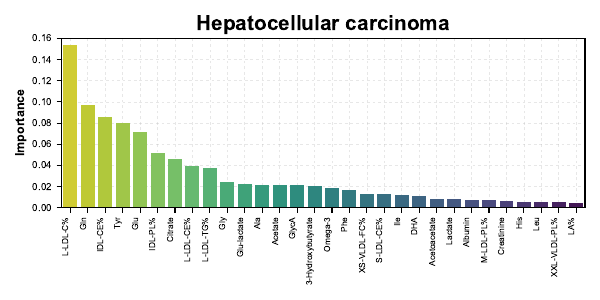 Hepatocellular carcinoma
Importance
0.16
0.14
0.12
0.10
0.08
0.06
0.04
0.02
0.00
L-LDL-C%
Gln
IDL-CE%
Tyr
Glu
IDL-PL%
Citrate
L-LDL-CE%
L-LDL-TG%
Gly
Glu-lactate
Ala
Acetate
GlycA
3-Hydroxybutyrate
Omega-3
Phe
XS-VLDL-FC%
S-LDL-CE%
Ile
DHA
Acetoacetate
Lactate
Albumin
M-LDL-PL%
Creatinine
His
Leu
XXL-VLDL-PL%
LA%